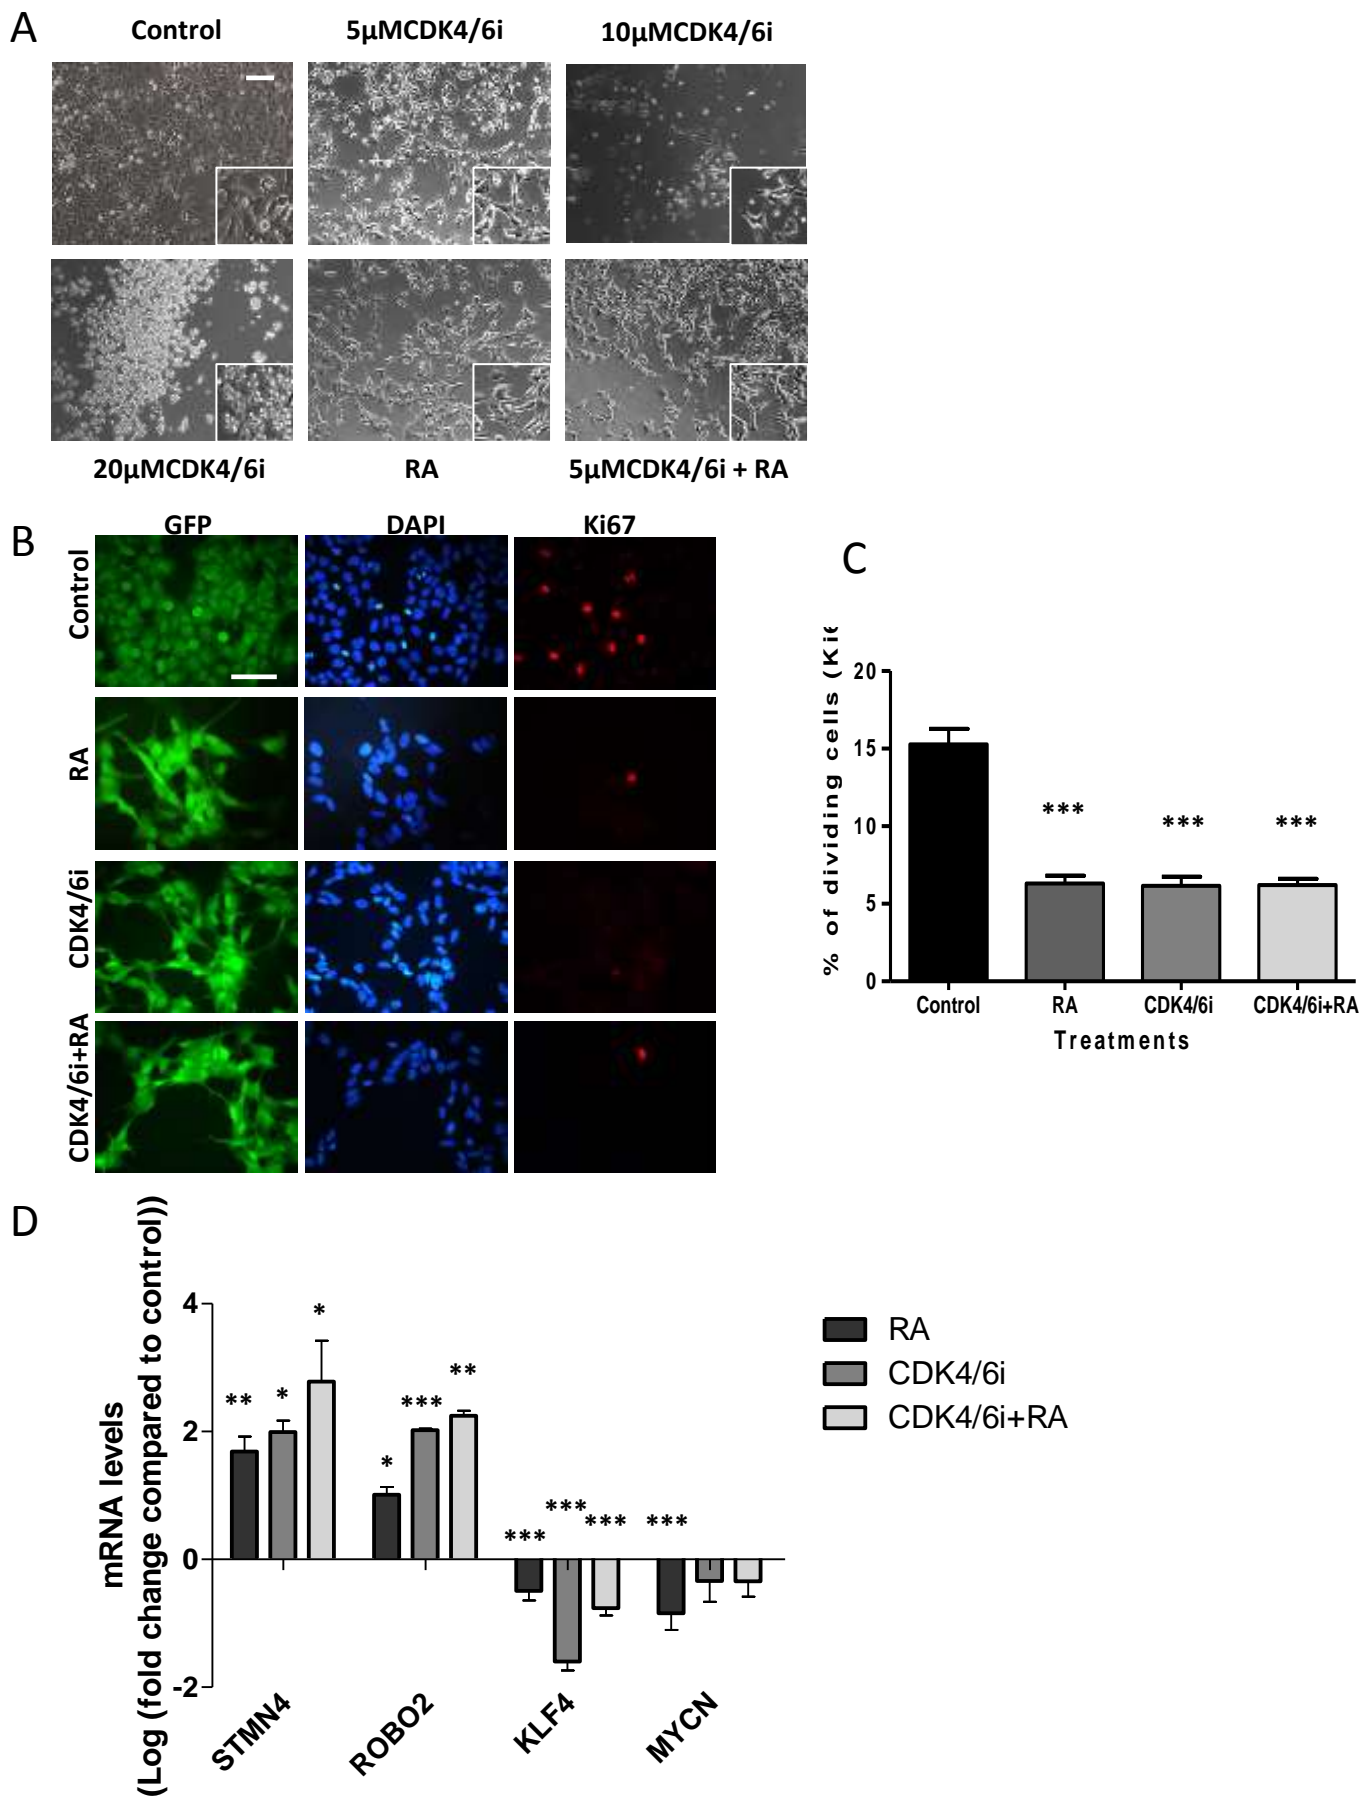 A
Control
5µMCDK4/6i
10µMCDK4/6i
20µMCDK4/6i
RA
5µMCDK4/6i + RA
B
GFP
DAPI
Ki67
Control
RA
CDK4/6i
CDK4/6i+RA
C
% of dividing cells
20
15
10
5
0
***
***
***
Control
RA
CDK4/6i
CDK4/6i+RA
Treatments
D
mRNA levels
(Log (fold change compared to control))
4
2
0
-2
**
*
*
*
***
**
***
***
***
***
STMN4
ROBO2
KLF4
MYCN
RA
CDK4/6i
CDK4/6i+RA